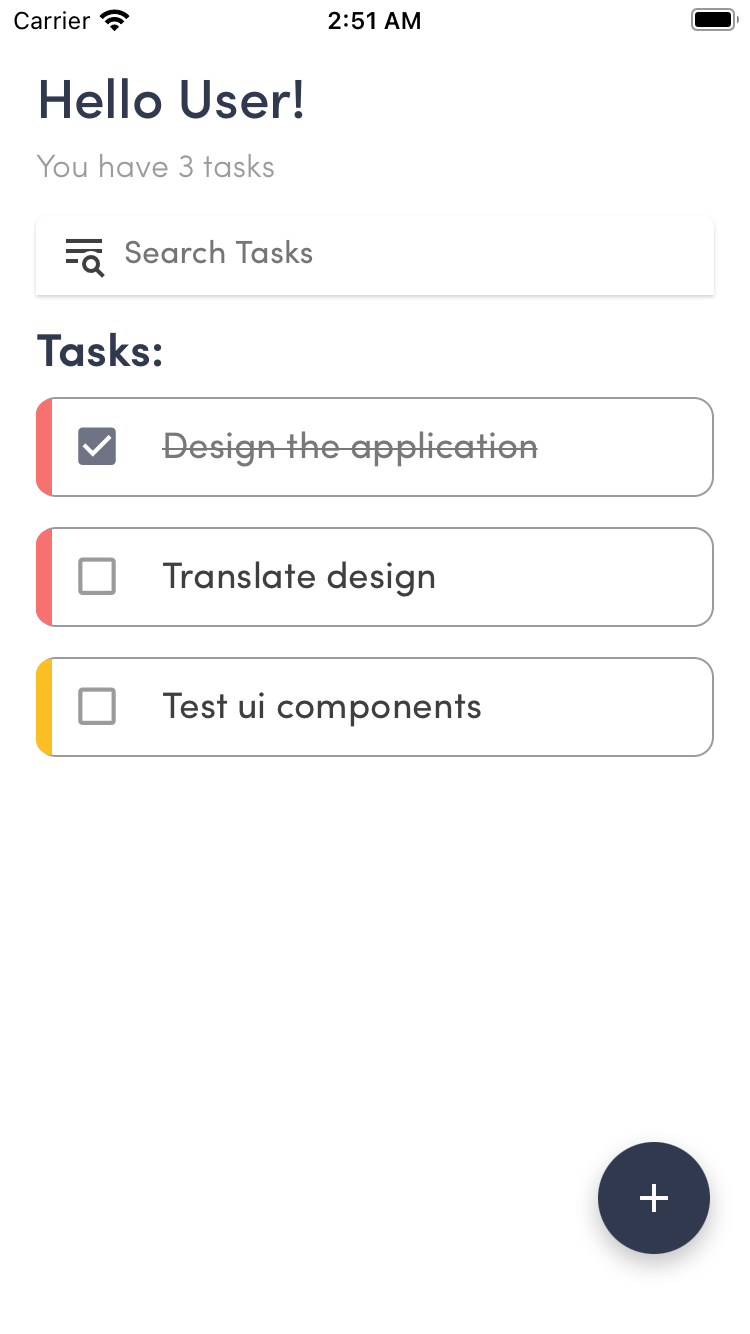 Carrier 2:51 AM
Hello User!
You have 3 tasks
Search Tasks
Tasks:
Design the application
Translate design
Test ui components
+